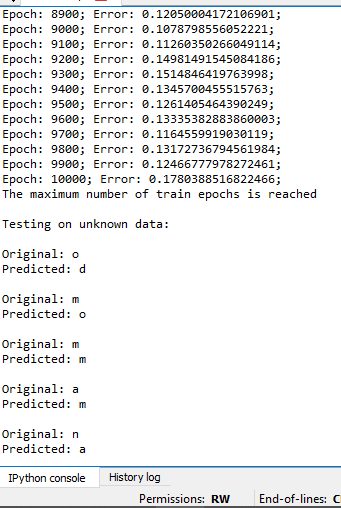 Epoch: 8900; Error: 0.12050004172106901;
Epoch: 9000; Error: 0.1078798556052221;
Epoch: 9100; Error: 0.11260350266049114;
Epoch: 9200; Error: 0.14981491545084186;
Epoch: 9300; Error: 0.1514846419763998;
Epoch: 9400; Error: 0.1345700455515763;
Epoch: 9500; Error: 0.1261405464390249;
Epoch: 9600; Error: 0.13335382883860003;
Epoch: 9700; Error: 0.1164559919030119;
Epoch: 9800; Error: 0.13172736794561984;
Epoch: 9900; Error: 0.12466777978272461;
Epoch: 10000; Error: 0.1780388516822466;
The maximum number of train epochs is reached
Testing on unknown data:
Original: o
Predicted: d
Original: m
Predicted: o
Original: m
Predicted: m
Original: a
Predicted: m
Original: n
Predicted: a
IPython console History log
Permissions: RW End-of-lines: